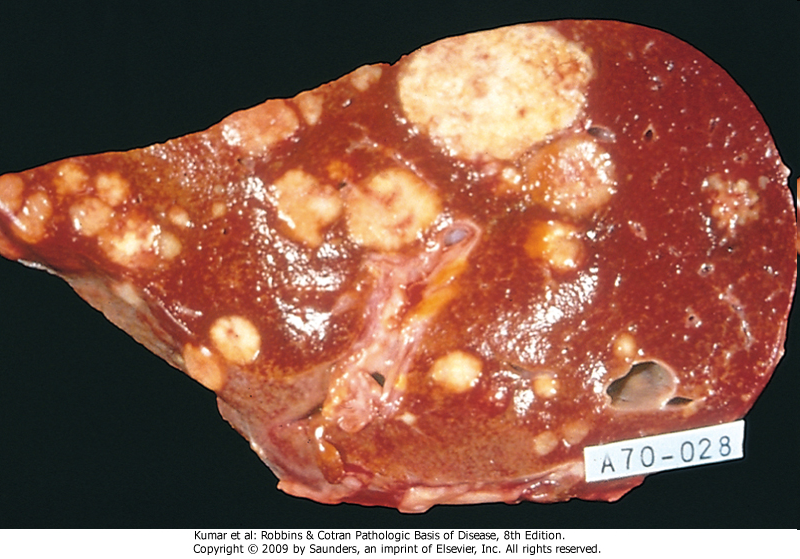 A70-028
Kumar et al: Robbins & Cotran Pathologic Basis of Disease, 8th Edition.
Copyright © 2009 by Saunders, an imprint of Elsevier, Inc. All rights reserved.